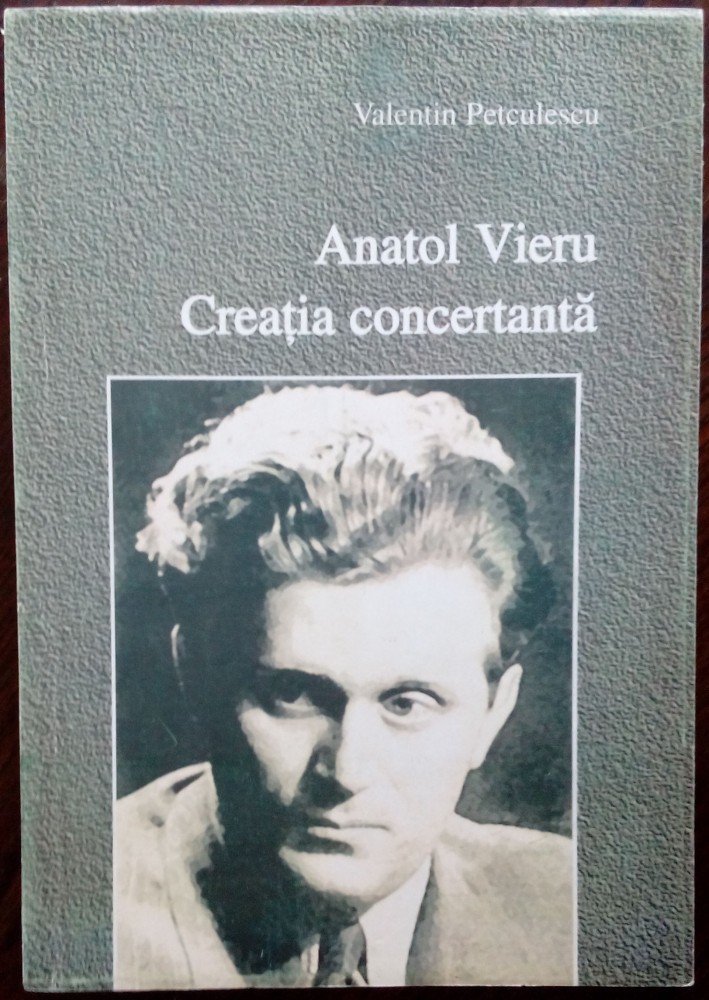 Valentin Petculescu
Anatol Vieru
Creația concertantă